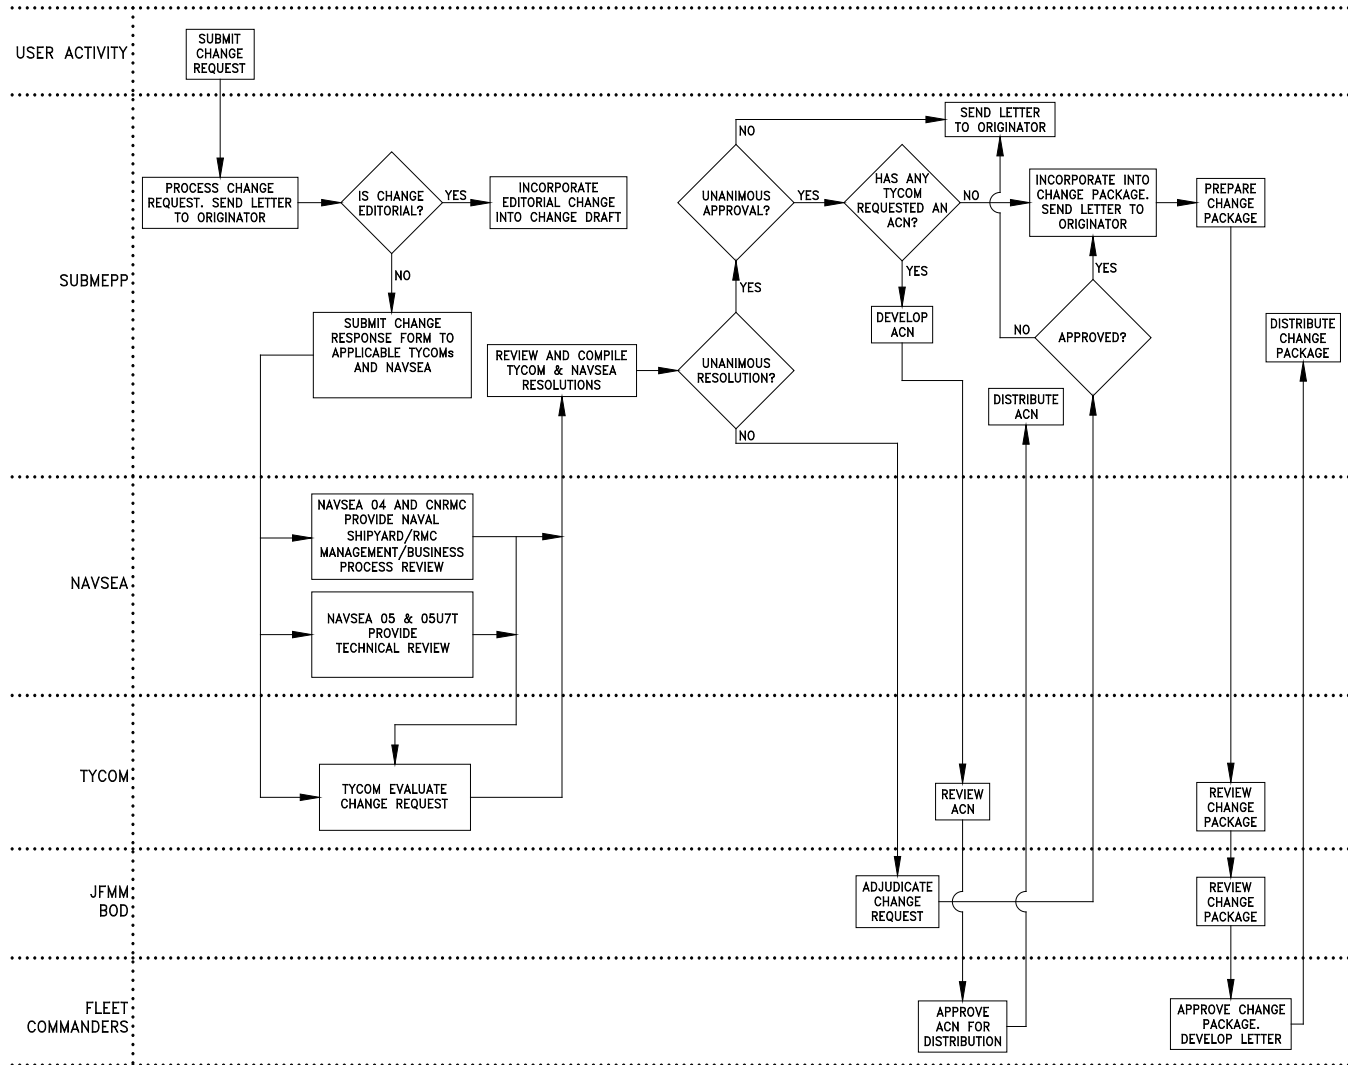 USER ACTIVITY
SUBMIT
CHANGE
REQUEST
SUBMEPP
PROCESS CHANGE
REQUEST. SEND LETTER
TO ORIGINATOR
IS CHANGE
EDITORIAL?
YES
INCORPORATE
EDITORIAL CHANGE
INTO CHANGE DRAFT
NO
SUBMIT CHANGE
RESPONSE FORM TO
APPLICABLE TYCOMs
AND NAVSEA
REVIEW AND COMPILE
TYCOM & NAVSEA
RESOLUTIONS
UNANIMOUS
RESOLUTION?
YES
NO
UNANIMOUS
APPROVAL?
NO
YES
SEND LETTER
TO ORIGINATOR
HAS ANY
TYCOM
REQUESTED AN
ACN?
NO
YES
DEVELOP
ACN
INCORPORATE INTO
CHANGE PACKAGE.
SEND LETTER TO
ORIGINATOR
YES
NO
APPROVED?
PREPARE
CHANGE
PACKAGE
DISTRIBUTE
ACN
DISTRIBUTE
CHANGE
PACKAGE
NAVSEA
NAVSEA 04 AND CNRMC
PROVIDE NAVAL
SHIPYARD/RMC
MANAGEMENT/BUSINESS
PROCESS REVIEW
NAVSEA 05 & 05U7T
PROVIDE
TECHNICAL REVIEW
TYCOM
TYCOM EVALUATE
CHANGE REQUEST
REVIEW
ACN
REVIEW
CHANGE
PACKAGE
JFMM
BOD
ADJUDICATE
CHANGE
REQUEST
REVIEW
CHANGE
PACKAGE
FLEET
COMMANDERS
APPROVE
ACN FOR
DISTRIBUTION
APPROVE CHANGE
PACKAGE.
DEVELOP LETTER